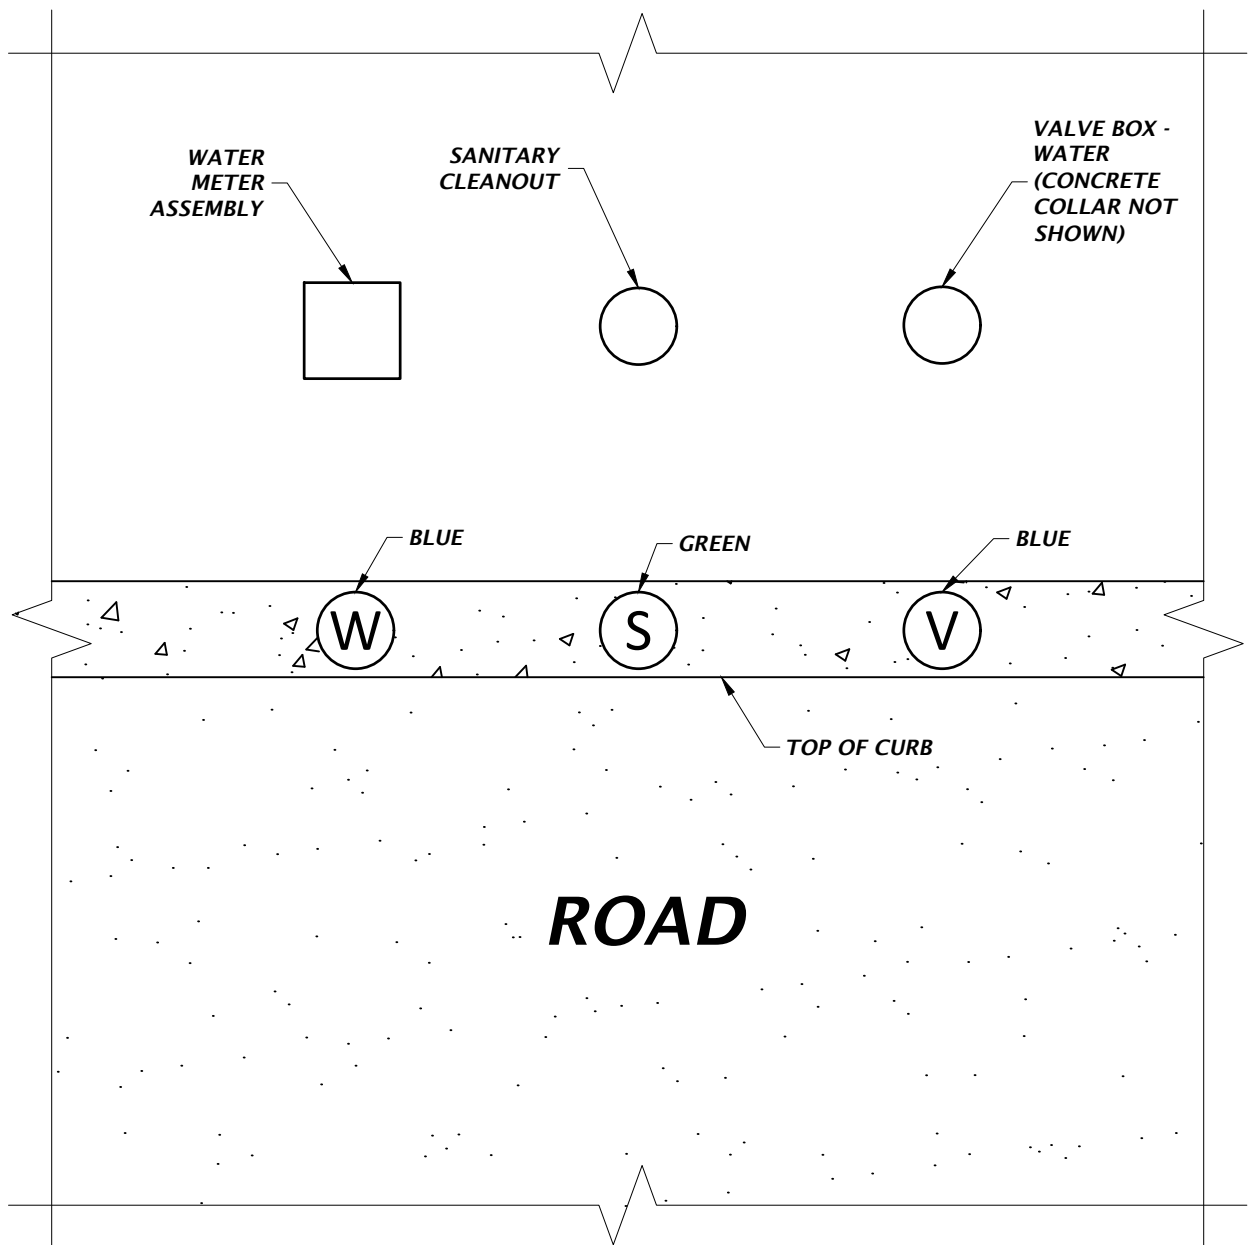 WATER
METER
ASSEMBLY
SANITARY
CLEANOUT
VALVE BOX -
WATER
(CONCRETE
COLLAR NOT
SHOWN)
BLUE
GREEN
BLUE
W
S
V
TOP OF CURB
ROAD